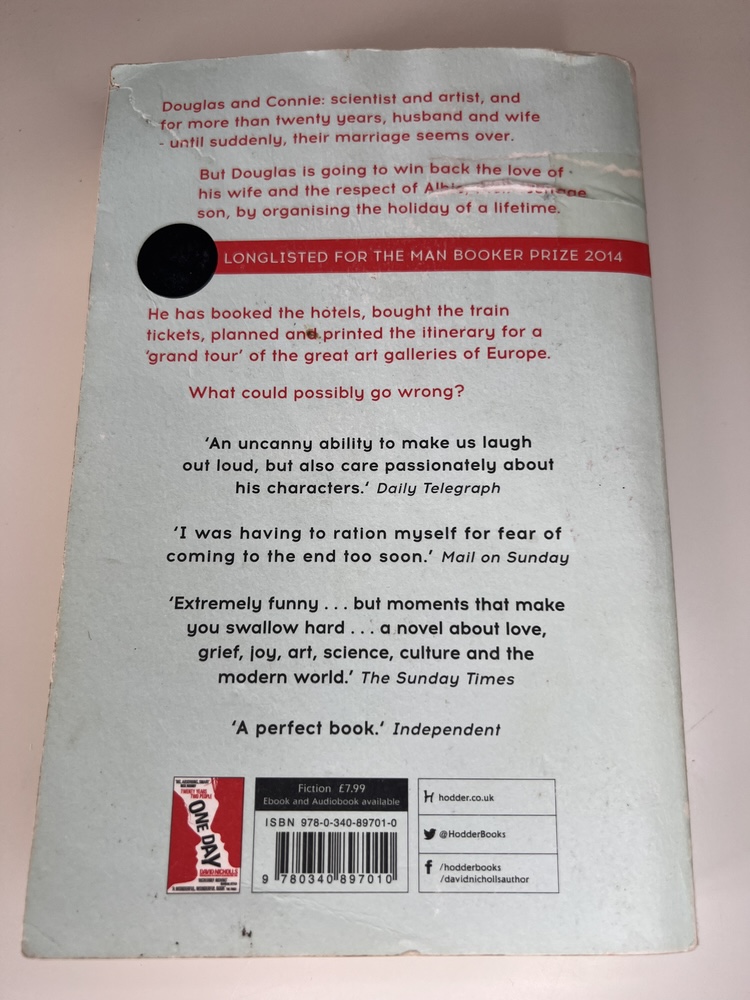 Douglas and Connie: scientist and artist, and
for more than twenty years, husband and wife
- until suddenly, their marriage seems over.
But Douglas is going to win back the love of
his wife and the respect of
son, by organising the holiday of a lifetime.
LONGLISTED FOR THE MAN BOOKER PRIZE 2014
He has booked the hotels, bought the train
tickets, planned and printed the itinerary for a
'grand tour' of the great art galleries of Europe.
What could possibly go wrong?
'An uncanny ability to make us laugh
out loud, but also care passionately about
his characters.' Daily Telegraph
'I was having to ration myself for fear of
coming to the end too soon.' Mail on Sunday
'Extremely funny . . . but moments that make
you swallow hard . . . a novel about love,
grief, joy, art, science, culture and the
modern world.' The Sunday Times
'A perfect book.' Independent
TWENTY YEARS
TWO PEOPLE
ONE DAY
DAVID NICHOLLS
Fiction £7.99
Ebook and Audiobook available
ISBN 978-0-340-89701-0
9 780340 897010
hodder.co.uk
@HodderBooks
/hodderbooks
/davidnichollsauthor